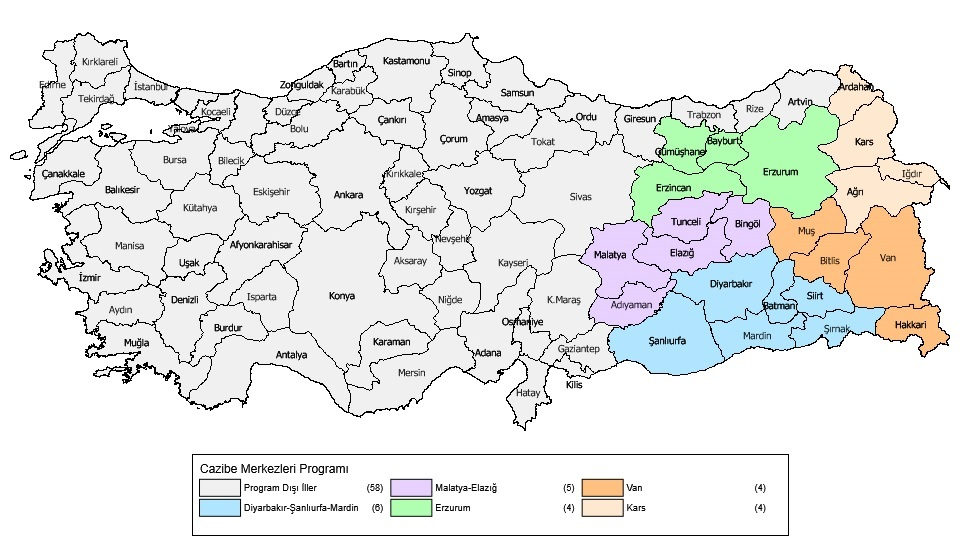 Kırklareli
Edirne
Tekirdağ
İstanbul
Kocaeli
Yalova
Düzce
Bolu
Zonguldak
Bartın
Karabük
Kastamonu
Sinop
Samsun
Çankırı
Amasya
Çorum
Tokat
Ordu
Giresun
Trabzon
Rize
Artvin
Ardahan
Kars
Iğdır
Ağrı
Gümüşhane
Bayburt
Erzurum
Erzincan
Çanakkale
Balıkesir
Bursa
Bilecik
Kütahya
Eskişehir
Ankara
Kırıkkale
Kırşehir
Yozgat
Sivas
Tunceli
Bingöl
Elazığ
Malatya
Adıyaman
Muş
Bitlis
Van
Manisa
İzmir
Uşak
Afyonkarahisar
Aydın
Denizli
Isparta
Burdur
Muğla
Antalya
Konya
Aksaray
Nevşehir
Niğde
Kayseri
K.Maraş
Osmaniye
Karaman
Mersin
Adana
Gaziantep
Kilis
Hatay
Şanlıurfa
Diyarbakır
Batman
Siirt
Mardin
Şırnak
Hakkari
Cazibe Merkezleri Programı
Program Dışı İller (58) Malatya-Elazığ (5) Van (4)
Diyarbakır-Şanlıurfa-Mardin (6) Erzurum (4) Kars (4)